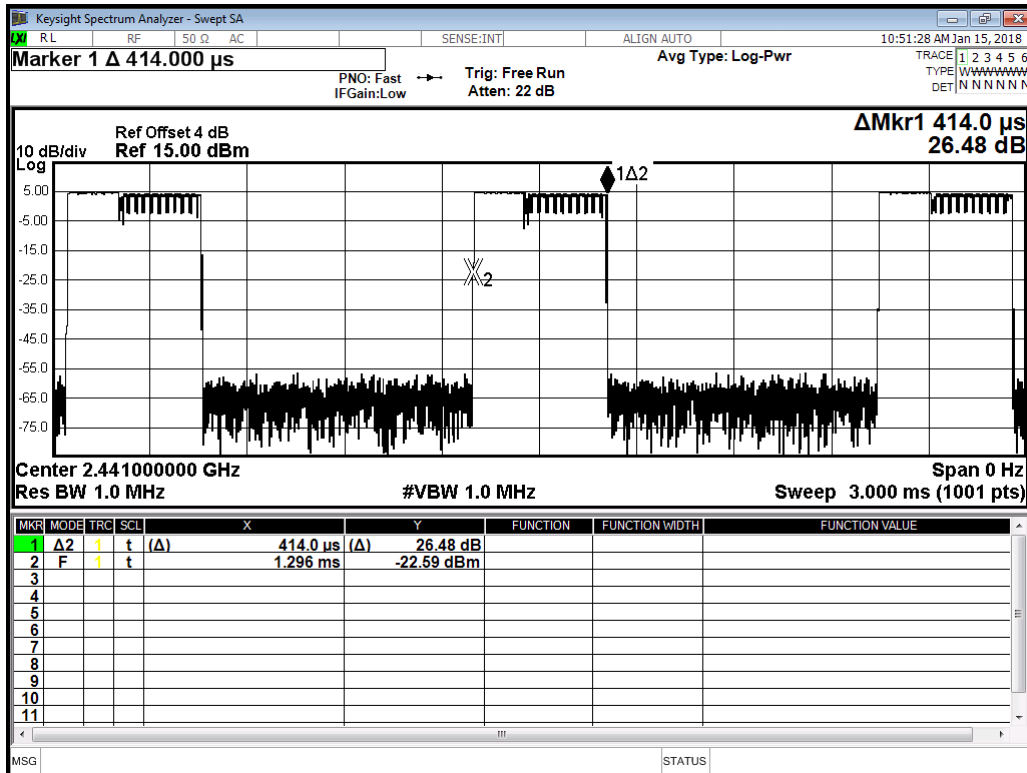 Keysight Spectrum Analyzer - Swept SA
LXI RL RF 50 Ω AC SENSE:INT ALIGN AUTO 10:51:28 AM Jan 15, 2018
Marker 1 Δ 414.000 µs
PNO: Fast
IFGain:Low
Trig: Free Run
Atten: 22 dB
Avg Type: Log-Pwr
TRACE 1 2 3 4 5 6
TYPE WWWWWW
DET N N N N N N
ΔMkr1 414.0 µs
26.48 dB
Ref Offset 4 dB
10 dB/div Ref 15.00 dBm
Log
5.00
-5.00
-15.0
-25.0
-35.0
-45.0
-55.0
-65.0
-75.0
1Δ2
2
Center 2.441000000 GHz Span 0 Hz
Res BW 1.0 MHz #VBW 1.0 MHz Sweep 3.000 ms (1001 pts)
MKR MODE TRC SCL X Y FUNCTION FUNCTION WIDTH FUNCTION VALUE
1 Δ2 1 t (Δ) 414.0 µs (Δ) 26.48 dB
2 F 1 t 1.296 ms -22.59 dBm
3
4
5
6
7
8
9
10
11
MSG STATUS